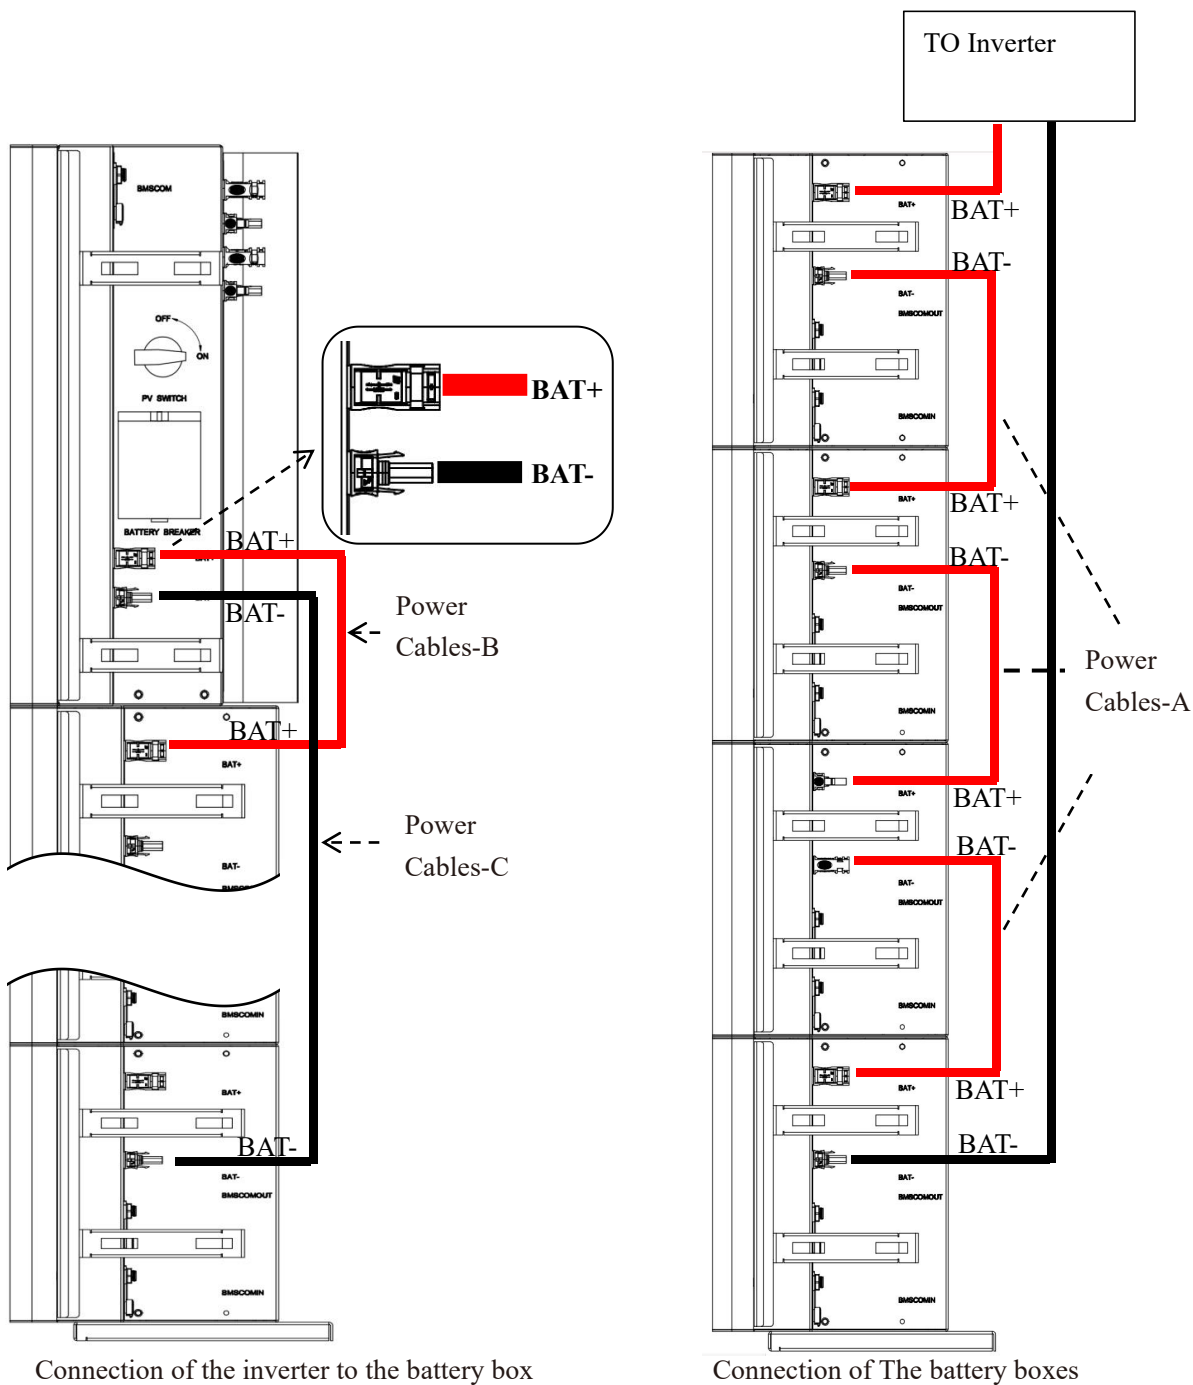 TO Inverter
BMSCOM
OFF
ON
PV SWITCH
BATTERY BREAKER
BAT+
BAT-
BAT+
BAT-
Power
Cables-B
BAT+
BAT+
BAT-
Power
Cables-C
BMSCOMIN
BAT+
BAT-
BAT-
BMSCOMOUT
BMSCOMIN
Connection of the inverter to the battery box
BAT+
BAT+
BAT-
BAT-
BMSCOMOUT
BMSCOMIN
BAT+
BAT+
BAT-
BAT-
BMSCOMOUT
Power
Cables-A
BMSCOMIN
BAT+
BAT+
BAT-
BAT-
BMSCOMOUT
BMSCOMIN
BAT+
BAT+
BAT-
BAT-
BMSCOMOUT
BMSCOMIN
Connection of The battery boxes